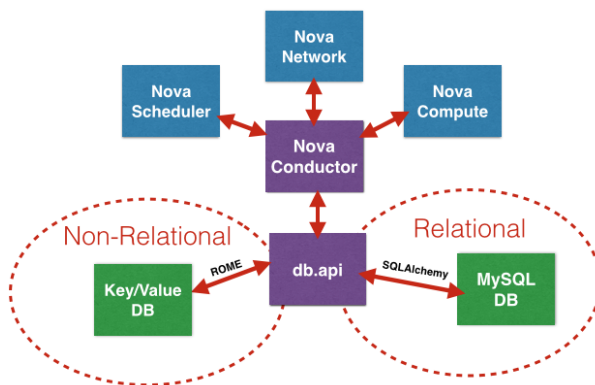 Nova
Network
Nova
Scheduler
Nova
Compute
Nova
Conductor
Non-Relational
Relational
ROME
db.api
SQLAlchemy
Key/Value
DB
MySQL
DB